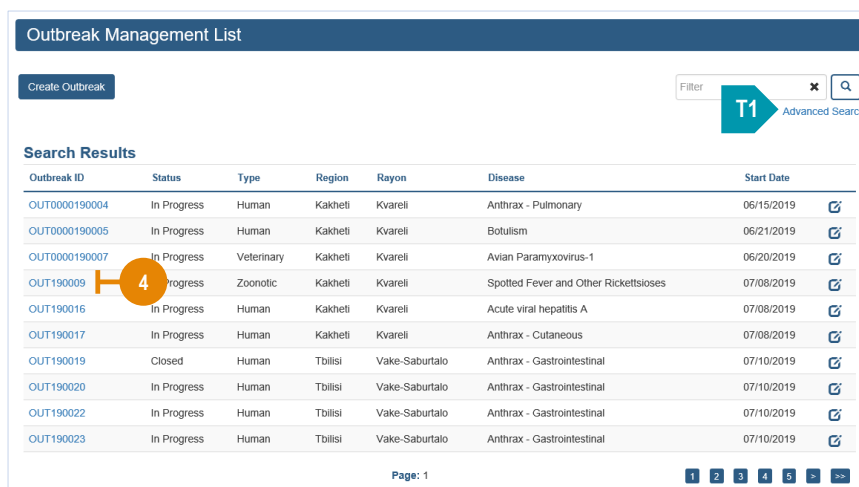 Outbreak Management List
Create Outbreak
Filter
T1
Advanced Searc
Search Results
Outbreak ID Status Type Region Rayon Disease Start Date
OUT0000190004 In Progress Human Kakheti Kvareli Anthrax - Pulmonary 06/15/2019
OUT0000190005 In Progress Human Kakheti Kvareli Botulism 06/21/2019
OUT0000190007 In Progress Veterinary Kakheti Kvareli Avian Paramyxovirus-1 06/20/2019
OUT190009 4 Progress Zoonotic Kakheti Kvareli Spotted Fever and Other Rickettsioses 07/08/2019
OUT190016 In Progress Human Kakheti Kvareli Acute viral hepatitis A 07/08/2019
OUT190017 In Progress Human Kakheti Kvareli Anthrax - Cutaneous 07/08/2019
OUT190019 Closed Human Tbilisi Vake-Saburtalo Anthrax - Gastrointestinal 07/10/2019
OUT190020 In Progress Human Tbilisi Vake-Saburtalo Anthrax - Gastrointestinal 07/10/2019
OUT190022 In Progress Human Tbilisi Vake-Saburtalo Anthrax - Gastrointestinal 07/10/2019
OUT190023 In Progress Human Tbilisi Vake-Saburtalo Anthrax - Gastrointestinal 07/10/2019
Page: 1 1 2 3 4 5 > >>